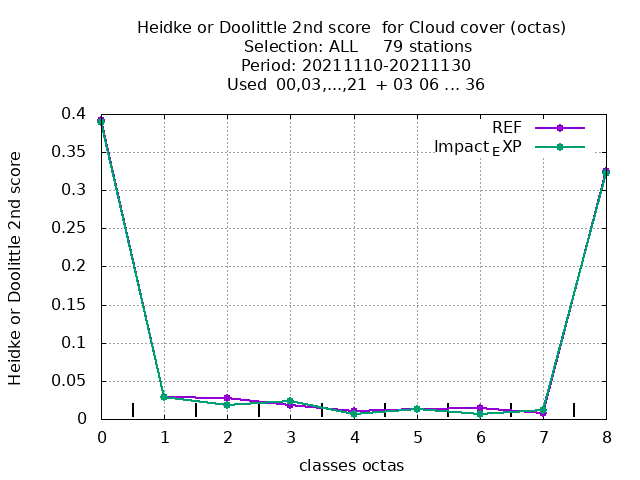 Heidke or Doolittle 2nd score  for Cloud cover (octas)
Selection: ALL     79 stations
Period: 20211110-20211130
Used  00,03,...,21  + 03 06 ... 36
Heidke or Doolittle 2nd score
0.4
0.35
0.3
0.25
0.2
0.15
0.1
0.05
0
REF
Impact_EXP
0 1 2 3 4 5 6 7 8
classes octas